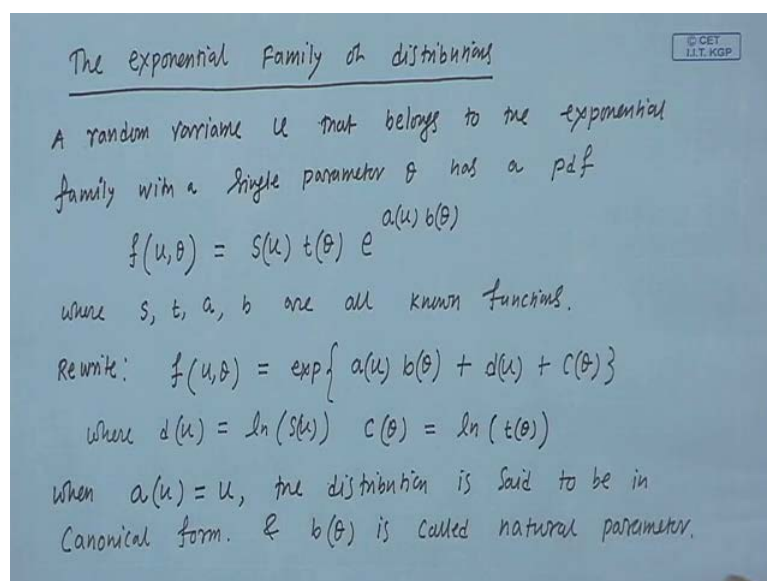 The exponential Family of distributions
© CET
I.I.T. KGP
A random variable u that belongs to the exponential
family with a single parameter θ has a pdf
f(u,θ) = s(u) t(θ) e^{a(u) b(θ)}
where s, t, a, b are all known functions.
Rewrite: f(u,θ) = exp{ a(u) b(θ) + d(u) + c(θ) }
where d(u) = ln(s(u)) c(θ) = ln(t(θ))
when a(u) = u, the distribution is said to be in
Canonical form. & b(θ) is called natural parameter.